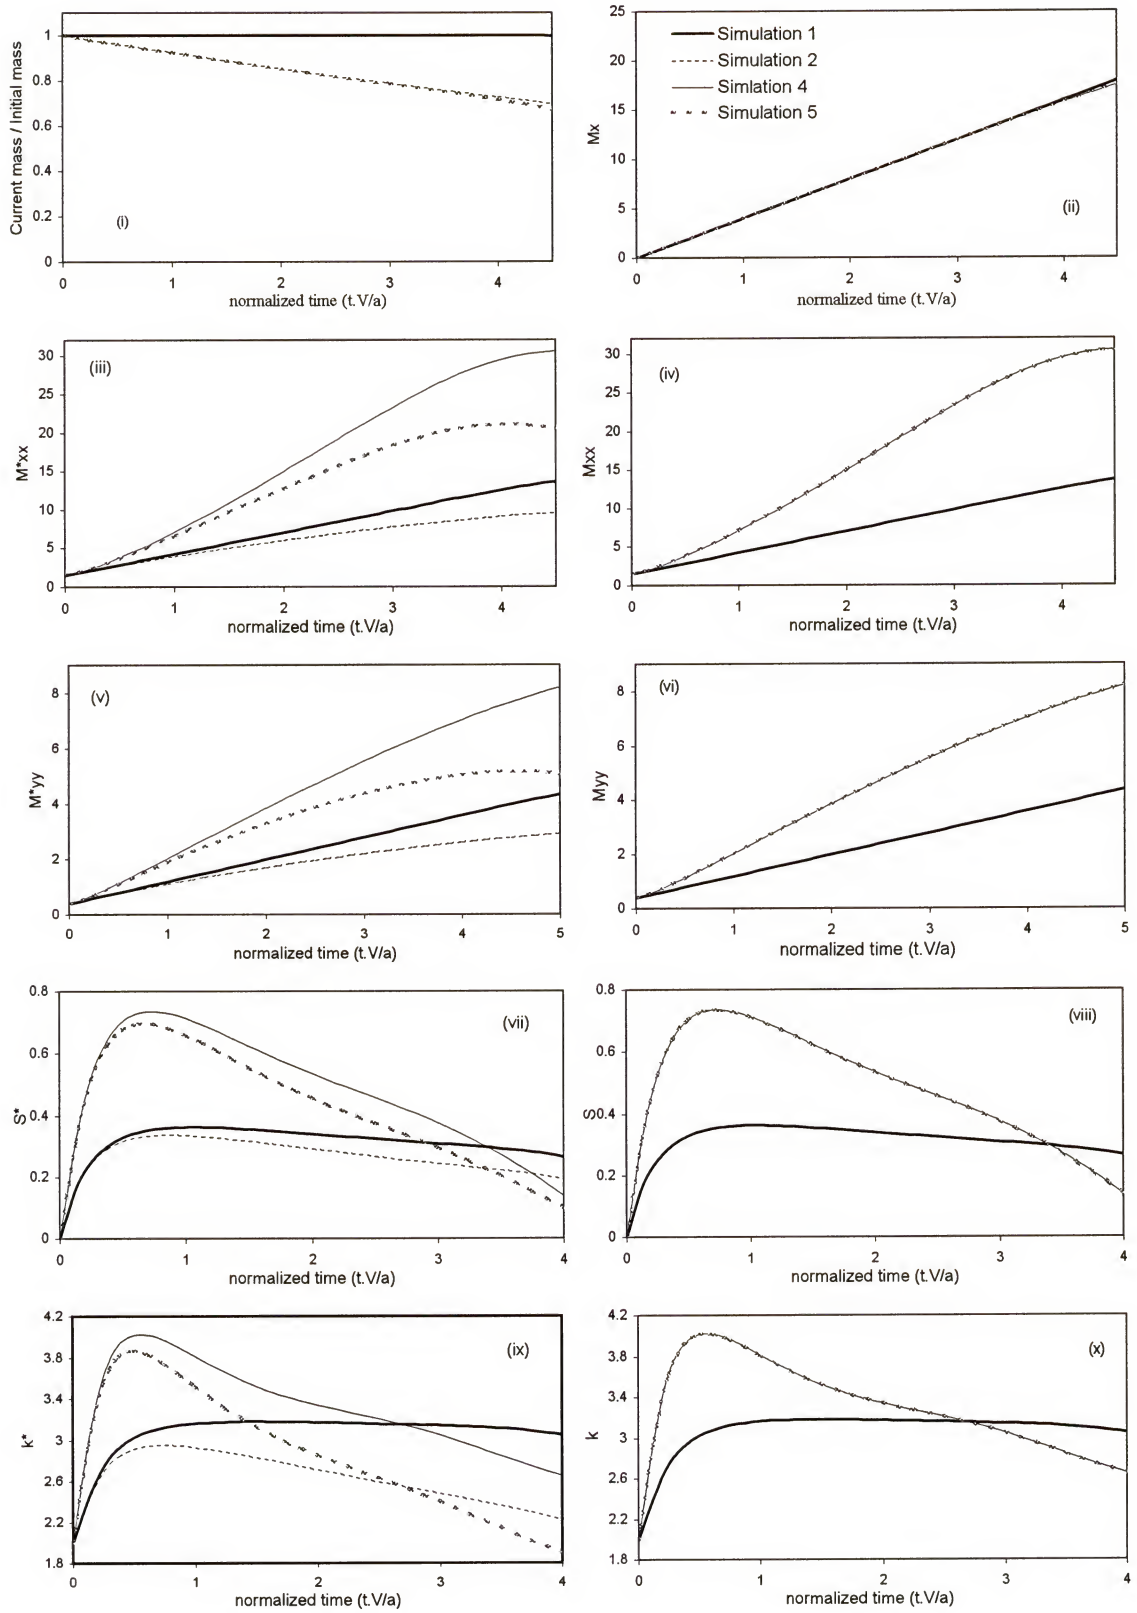 Current mass / Initial mass
1
0.8
0.6
0.4
0.2
0
(i)
0 1 2 3 4
normalized time (t.V/a)
Mx
25
20
15
10
5
0
Simulation 1
Simulation 2
Simlation 4
Simulation 5
(ii)
0 1 2 3 4
normalized time (t.V/a)
M*xx
30
25
20
15
10
5
0
(iii)
0 1 2 3 4
normalized time (t.V/a)
Mxx
30
25
20
15
10
5
0
(iv)
0 1 2 3 4
normalized time (t.V/a)
M*yy
8
6
4
2
0
(v)
0 1 2 3 4 5
normalized time (t.V/a)
Myy
8
6
4
2
0
(vi)
0 1 2 3 4 5
normalized time (t.V/a)
S*
0.8
0.6
0.4
0.2
0
(vii)
0 1 2 3 4
normalized time (t.V/a)
S
0.8
0.6
0.4
0.2
0
(viii)
0 1 2 3 4
normalized time (t.V/a)
k*
4.2
3.8
3.4
3
2.6
2.2
1.8
(ix)
0 1 2 3 4
normalized time (t.V/a)
k
4.2
3.8
3.4
3
2.6
2.2
1.8
(x)
0 1 2 3 4
normalized time (t.V/a)